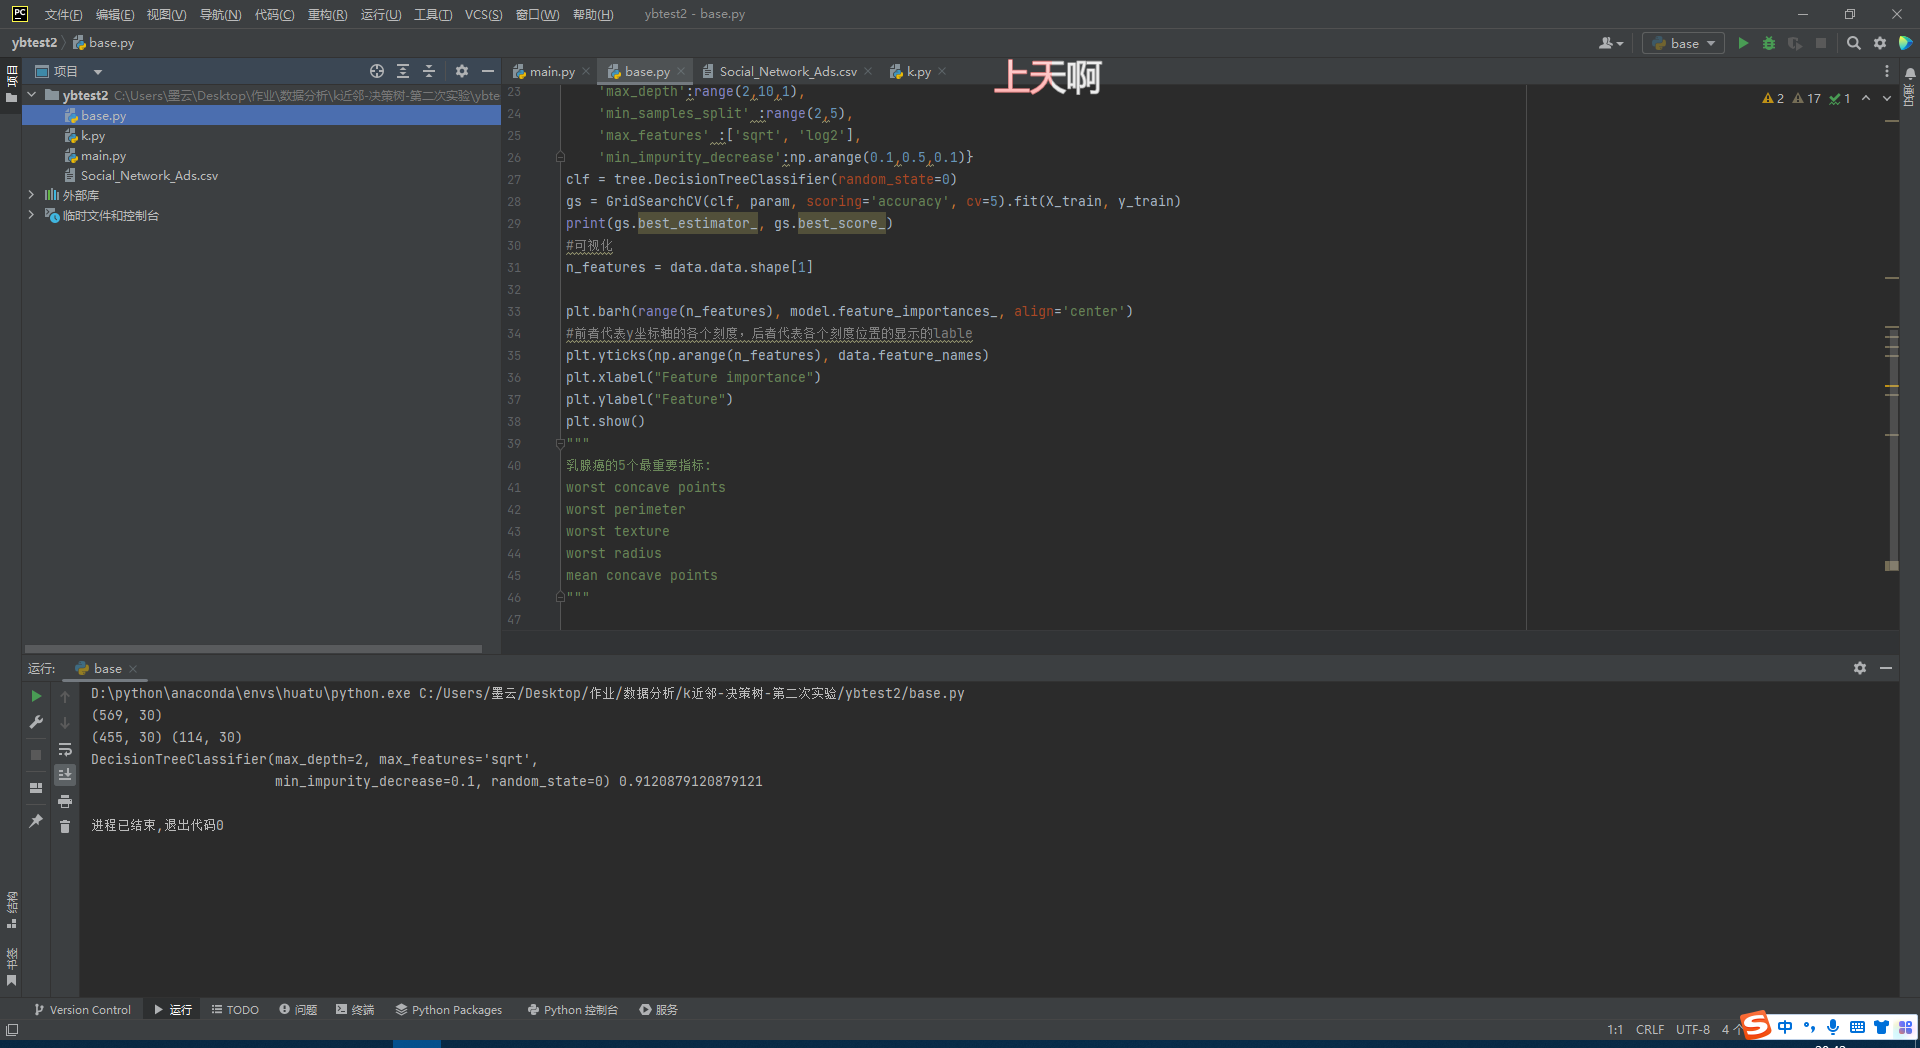 PC 文件(F) 编辑(E) 视图(V) 导航(N) 代码(C) 重构(R) 运行(U) 工具(T) VCS(S) 窗口(W) 帮助(H) ybtest2 - base.py
ybtest2 base.py
base
项目
项目
main.py base.py Social_Network_Ads.csv k.py
上天啊
通知
ybtest2 C:\Users\墨云\Desktop\作业\数据分析\k近邻-决策树-第二次实验\ybte
base.py
k.py
main.py
Social_Network_Ads.csv
外部库
临时文件和控制台
2 17 1
23 'max_depth':range(2,10,1),
24 'min_samples_split' :range(2,5),
25 'max_features' :['sqrt', 'log2'],
26 'min_impurity_decrease':np.arange(0.1,0.5,0.1)}
27 clf = tree.DecisionTreeClassifier(random_state=0)
28 gs = GridSearchCV(clf, param, scoring='accuracy', cv=5).fit(X_train, y_train)
29 print(gs.best_estimator_, gs.best_score_)
30 #可视化
31 n_features = data.data.shape[1]
32
33 plt.barh(range(n_features), model.feature_importances_, align='center')
34 #前者代表y坐标轴的各个刻度，后者代表各个刻度位置的显示的lable
35 plt.yticks(np.arange(n_features), data.feature_names)
36 plt.xlabel("Feature importance")
37 plt.ylabel("Feature")
38 plt.show()
39 """
40 乳腺癌的5个最重要指标:
41 worst concave points
42 worst perimeter
43 worst texture
44 worst radius
45 mean concave points
46 """
47
运行: base
D:\python\anaconda\envs\huatu\python.exe C:/Users/墨云/Desktop/作业/数据分析/k近邻-决策树-第二次实验/ybtest2/base.py
(569, 30)
(455, 30) (114, 30)
DecisionTreeClassifier(max_depth=2, max_features='sqrt',
min_impurity_decrease=0.1, random_state=0) 0.9120879120879121
进程已结束,退出代码0
结构
书签
Version Control 运行 TODO 问题 终端 Python Packages Python 控制台 服务
1:1 CRLF UTF-8 4 个
S 中